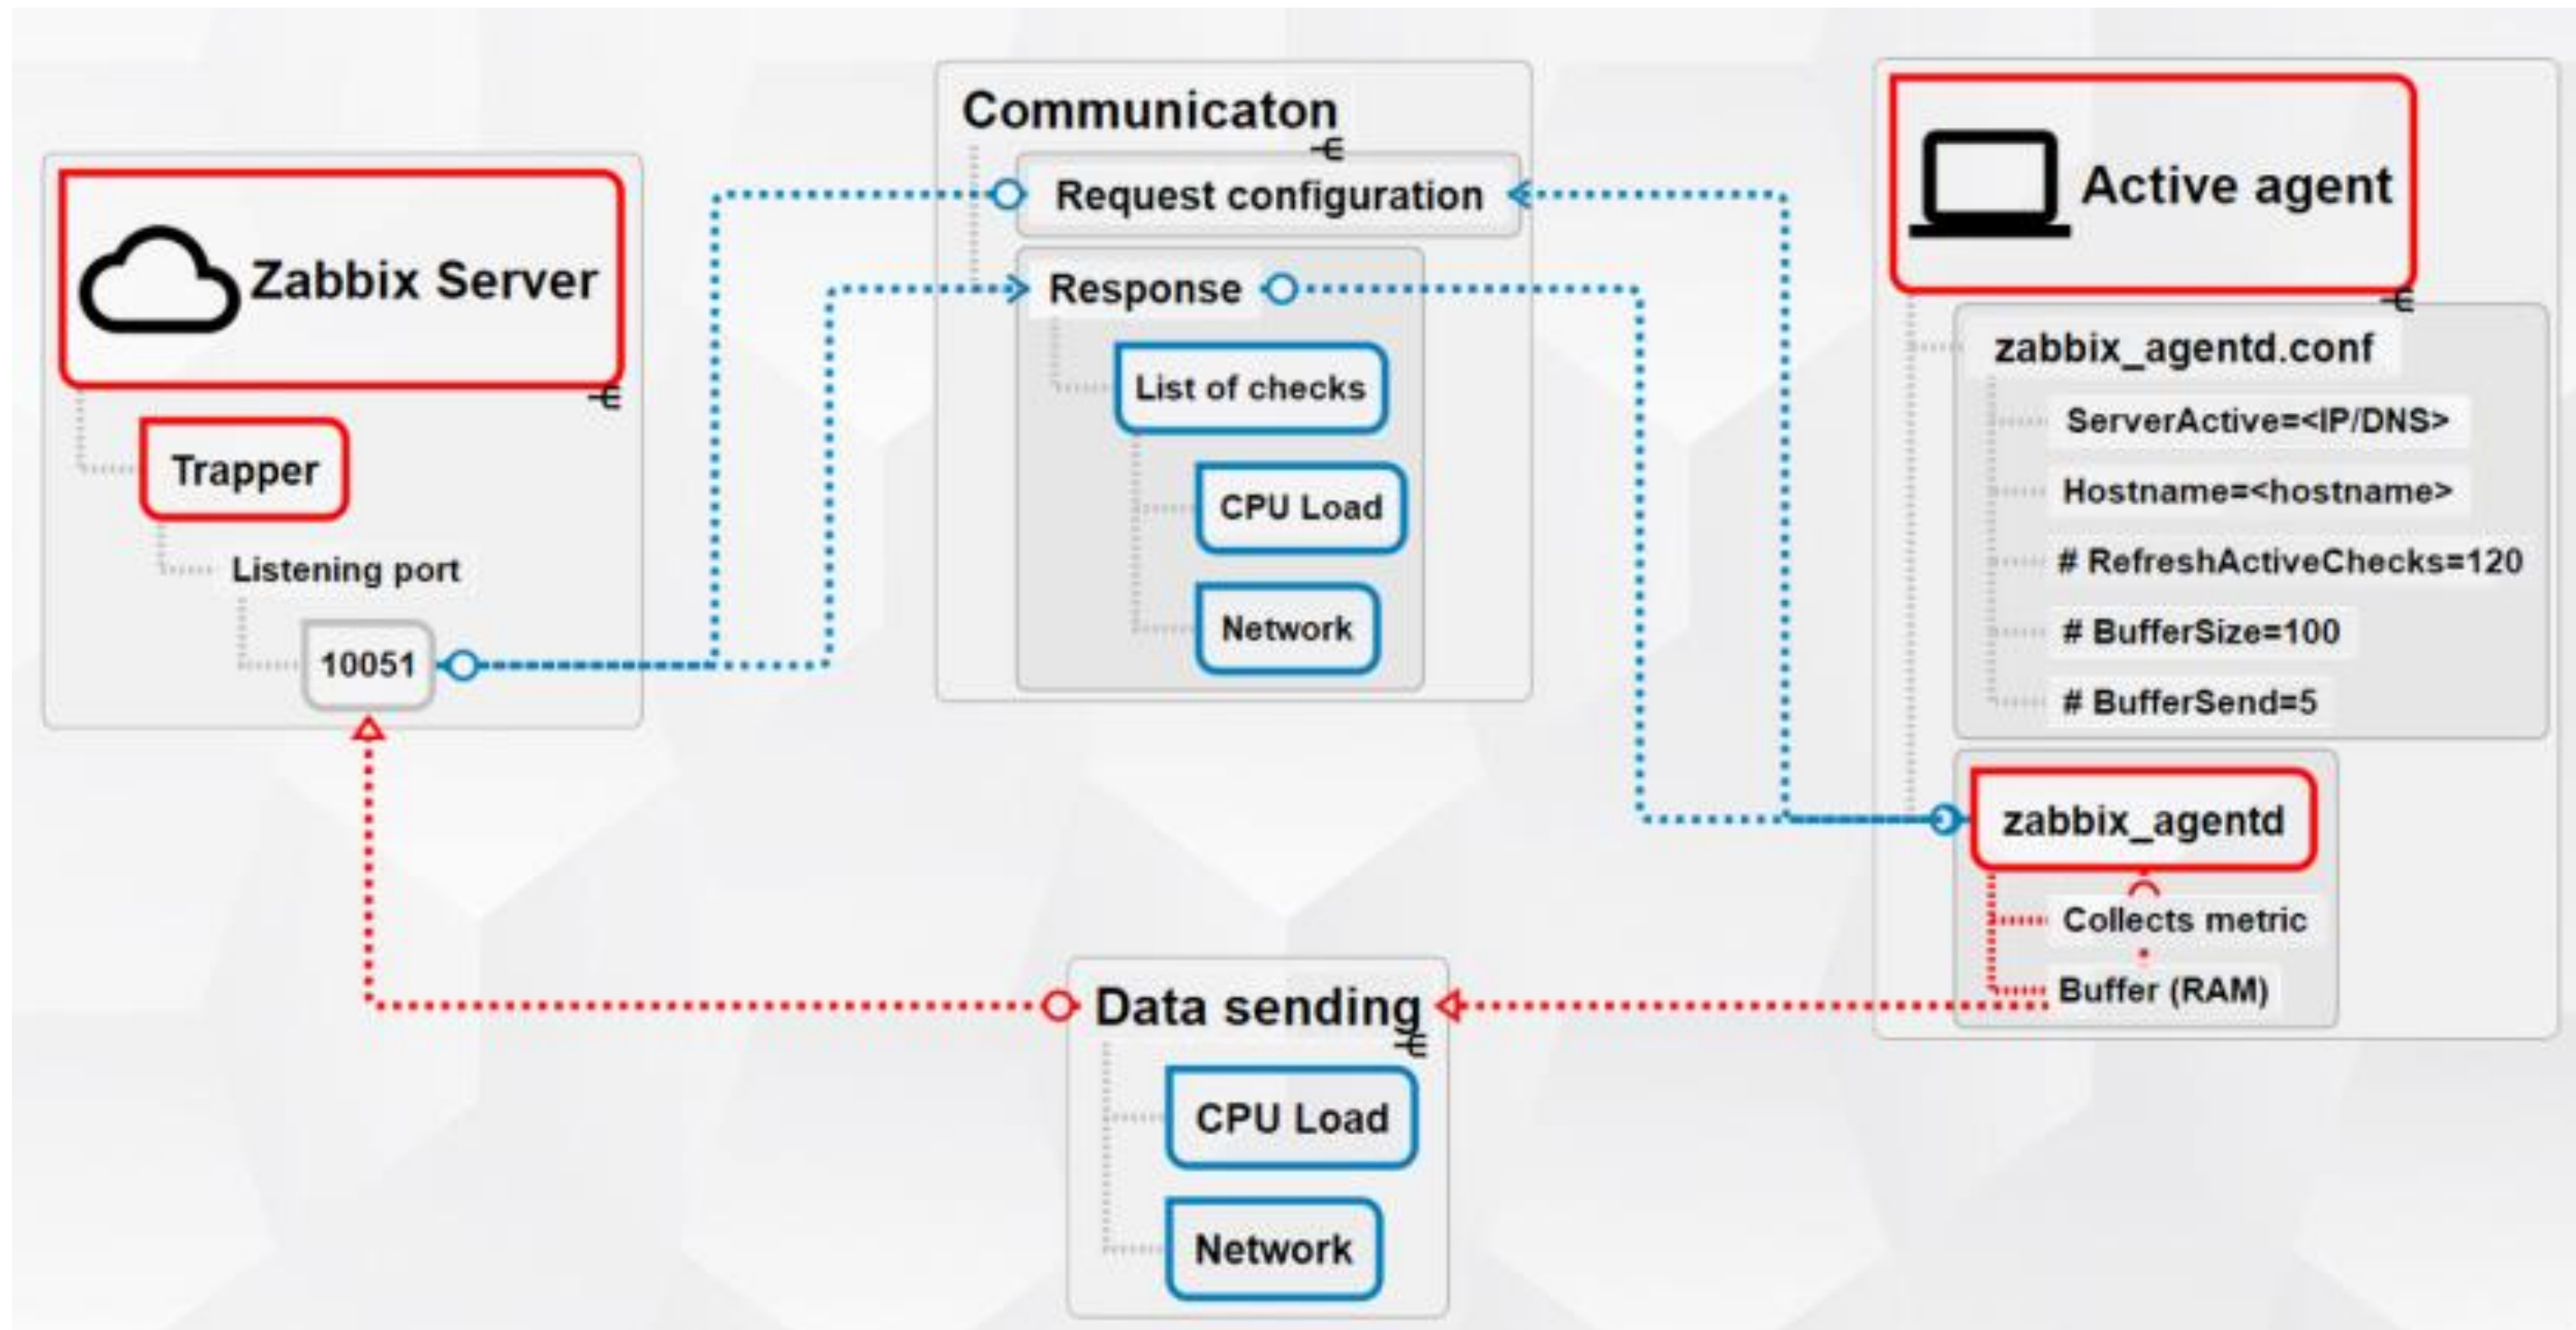 Zabbix Server
Trapper
Listening port
10051
Communicaton
Request configuration
Response
List of checks
CPU Load
Network
Active agent
zabbix_agentd.conf
ServerActive=<IP/DNS>
Hostname=<hostname>
# RefreshActiveChecks=120
# BufferSize=100
# BufferSend=5
zabbix_agentd
Collects metric
Buffer (RAM)
Data sending
CPU Load
Network